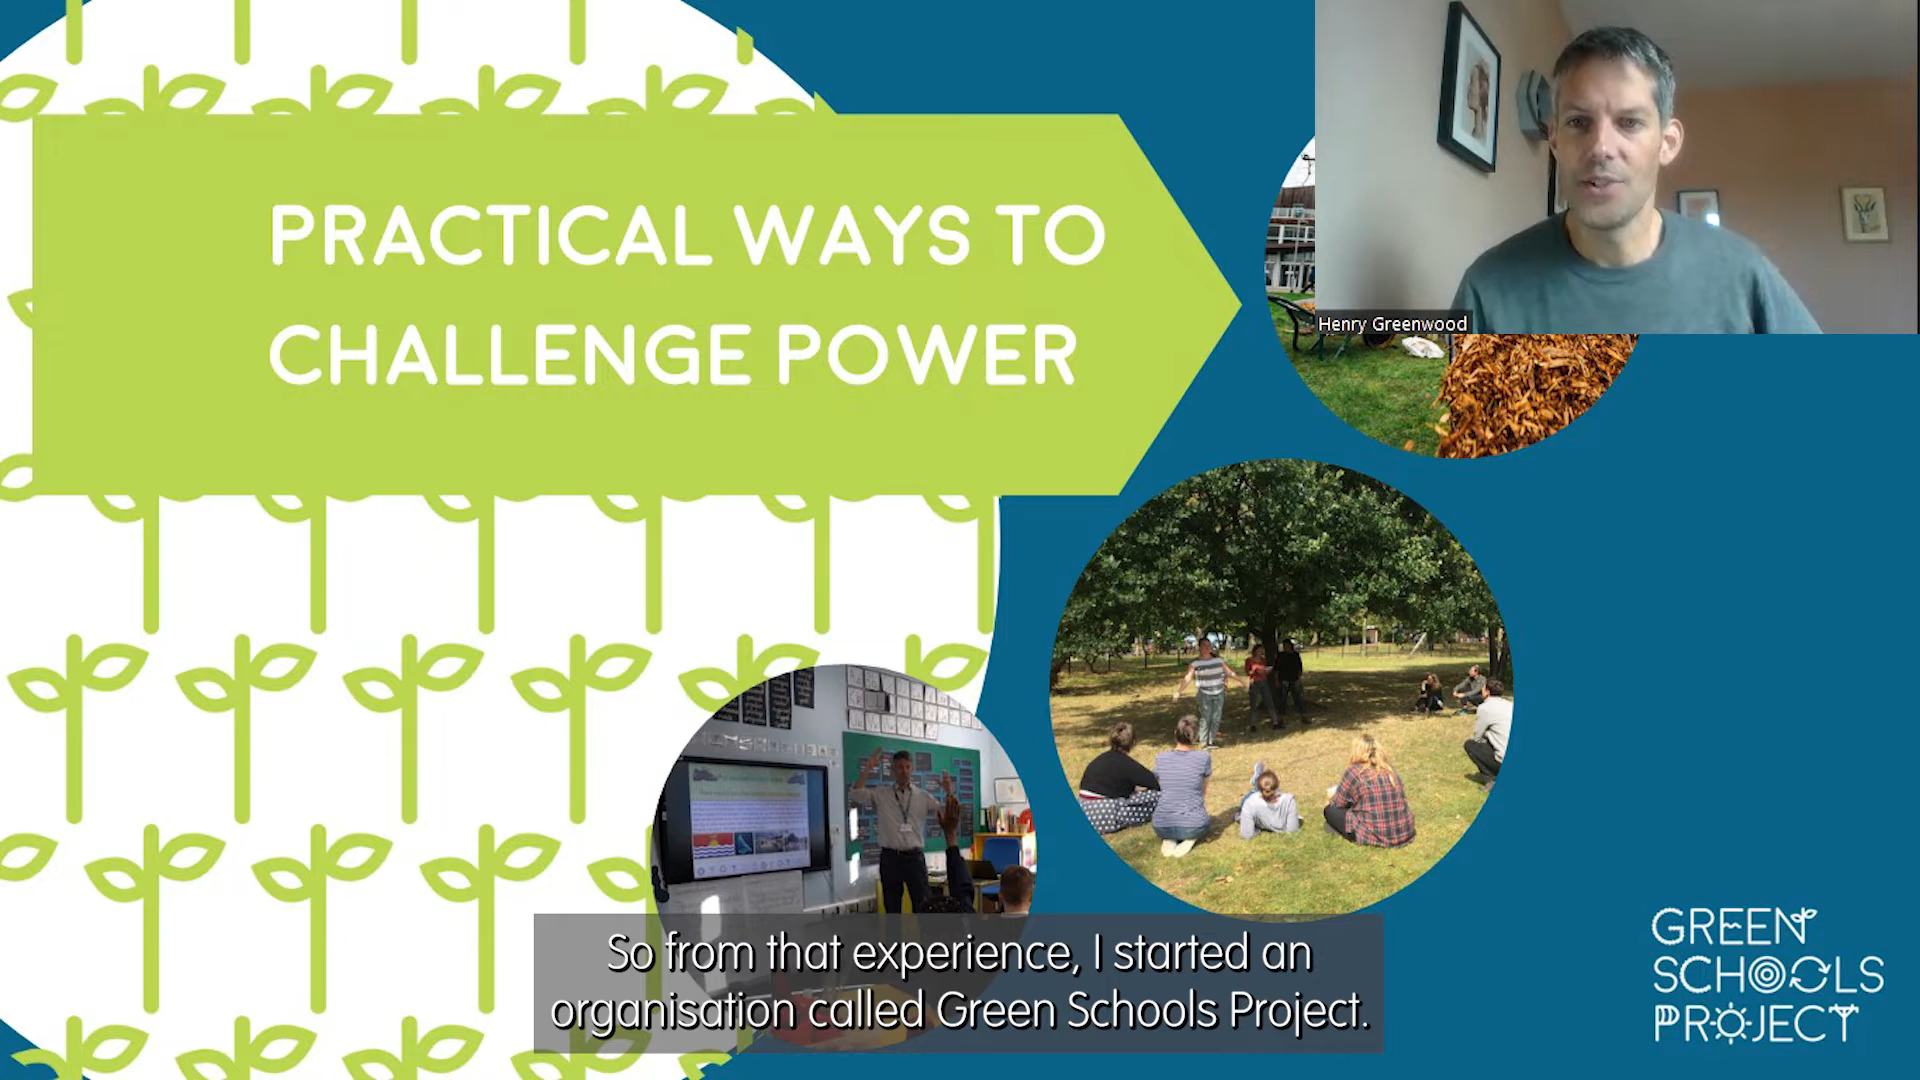 PRACTICAL WAYS TO
CHALLENGE POWER
Henry Greenwood
So from that experience, I started an
organisation called Green Schools Project.
GREEN
SCHOOLS
PROJECT